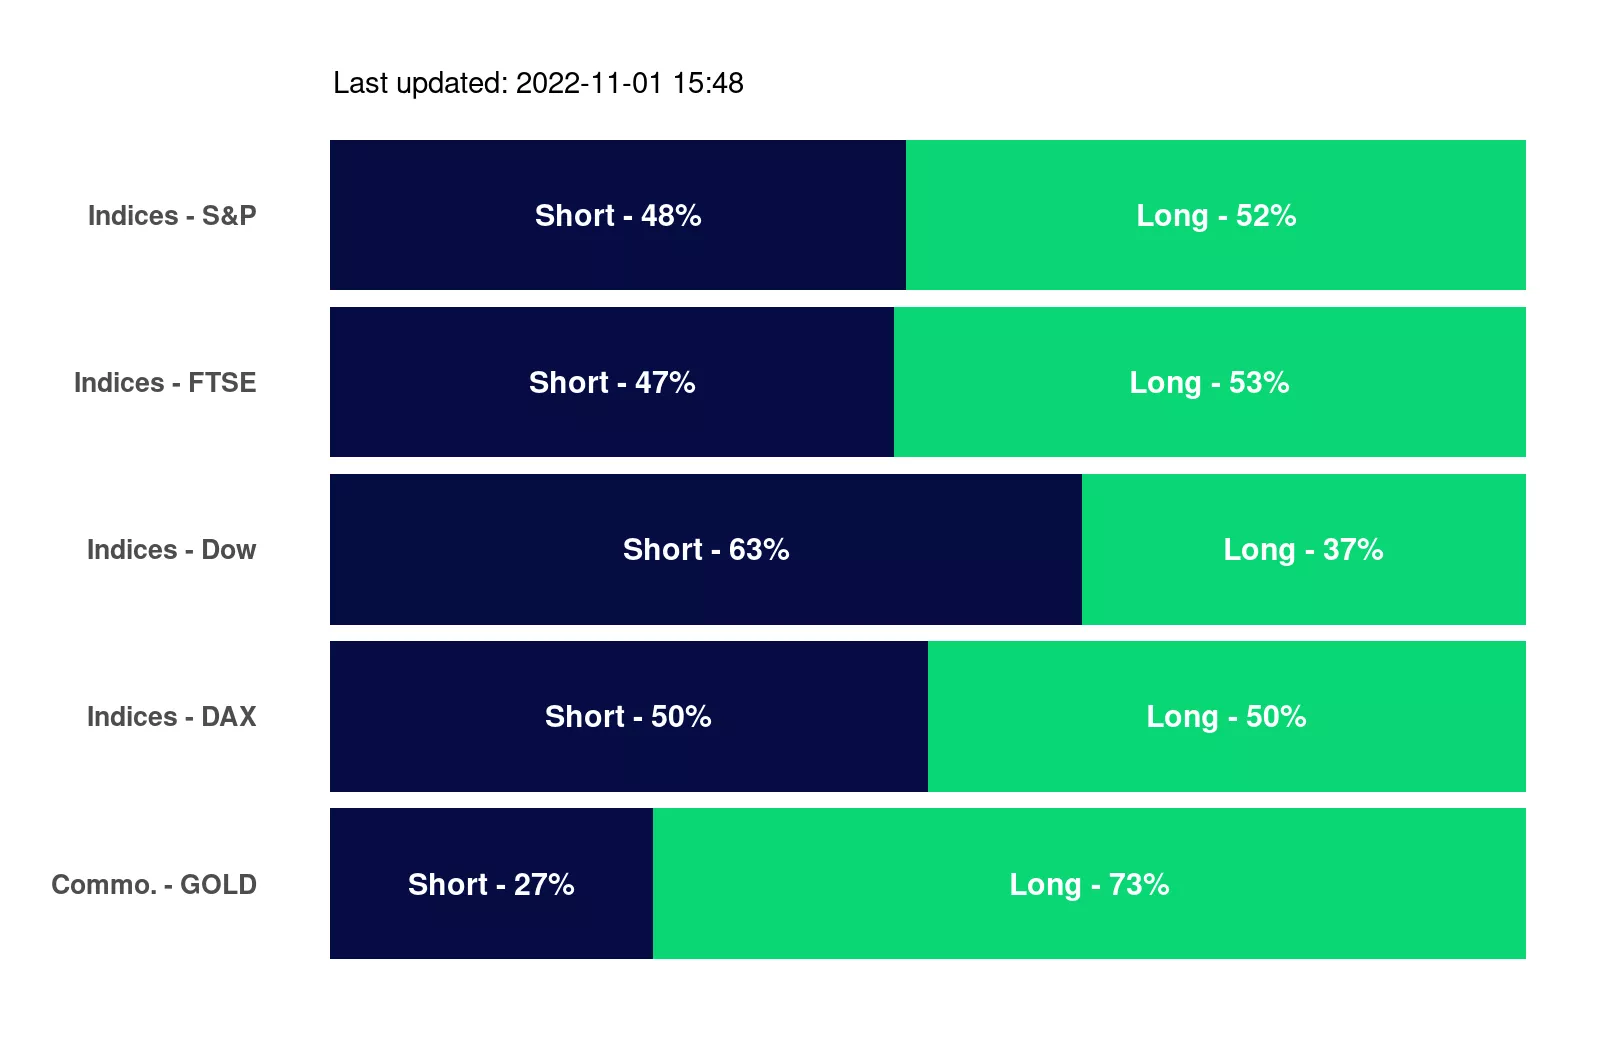 Last updated: 2022-11-01 15:48
Indices - S&P Short - 48% Long - 52%
Indices - FTSE Short - 47% Long - 53%
Indices - Dow Short - 63% Long - 37%
Indices - DAX Short - 50% Long - 50%
Commo. - GOLD Short - 27% Long - 73%